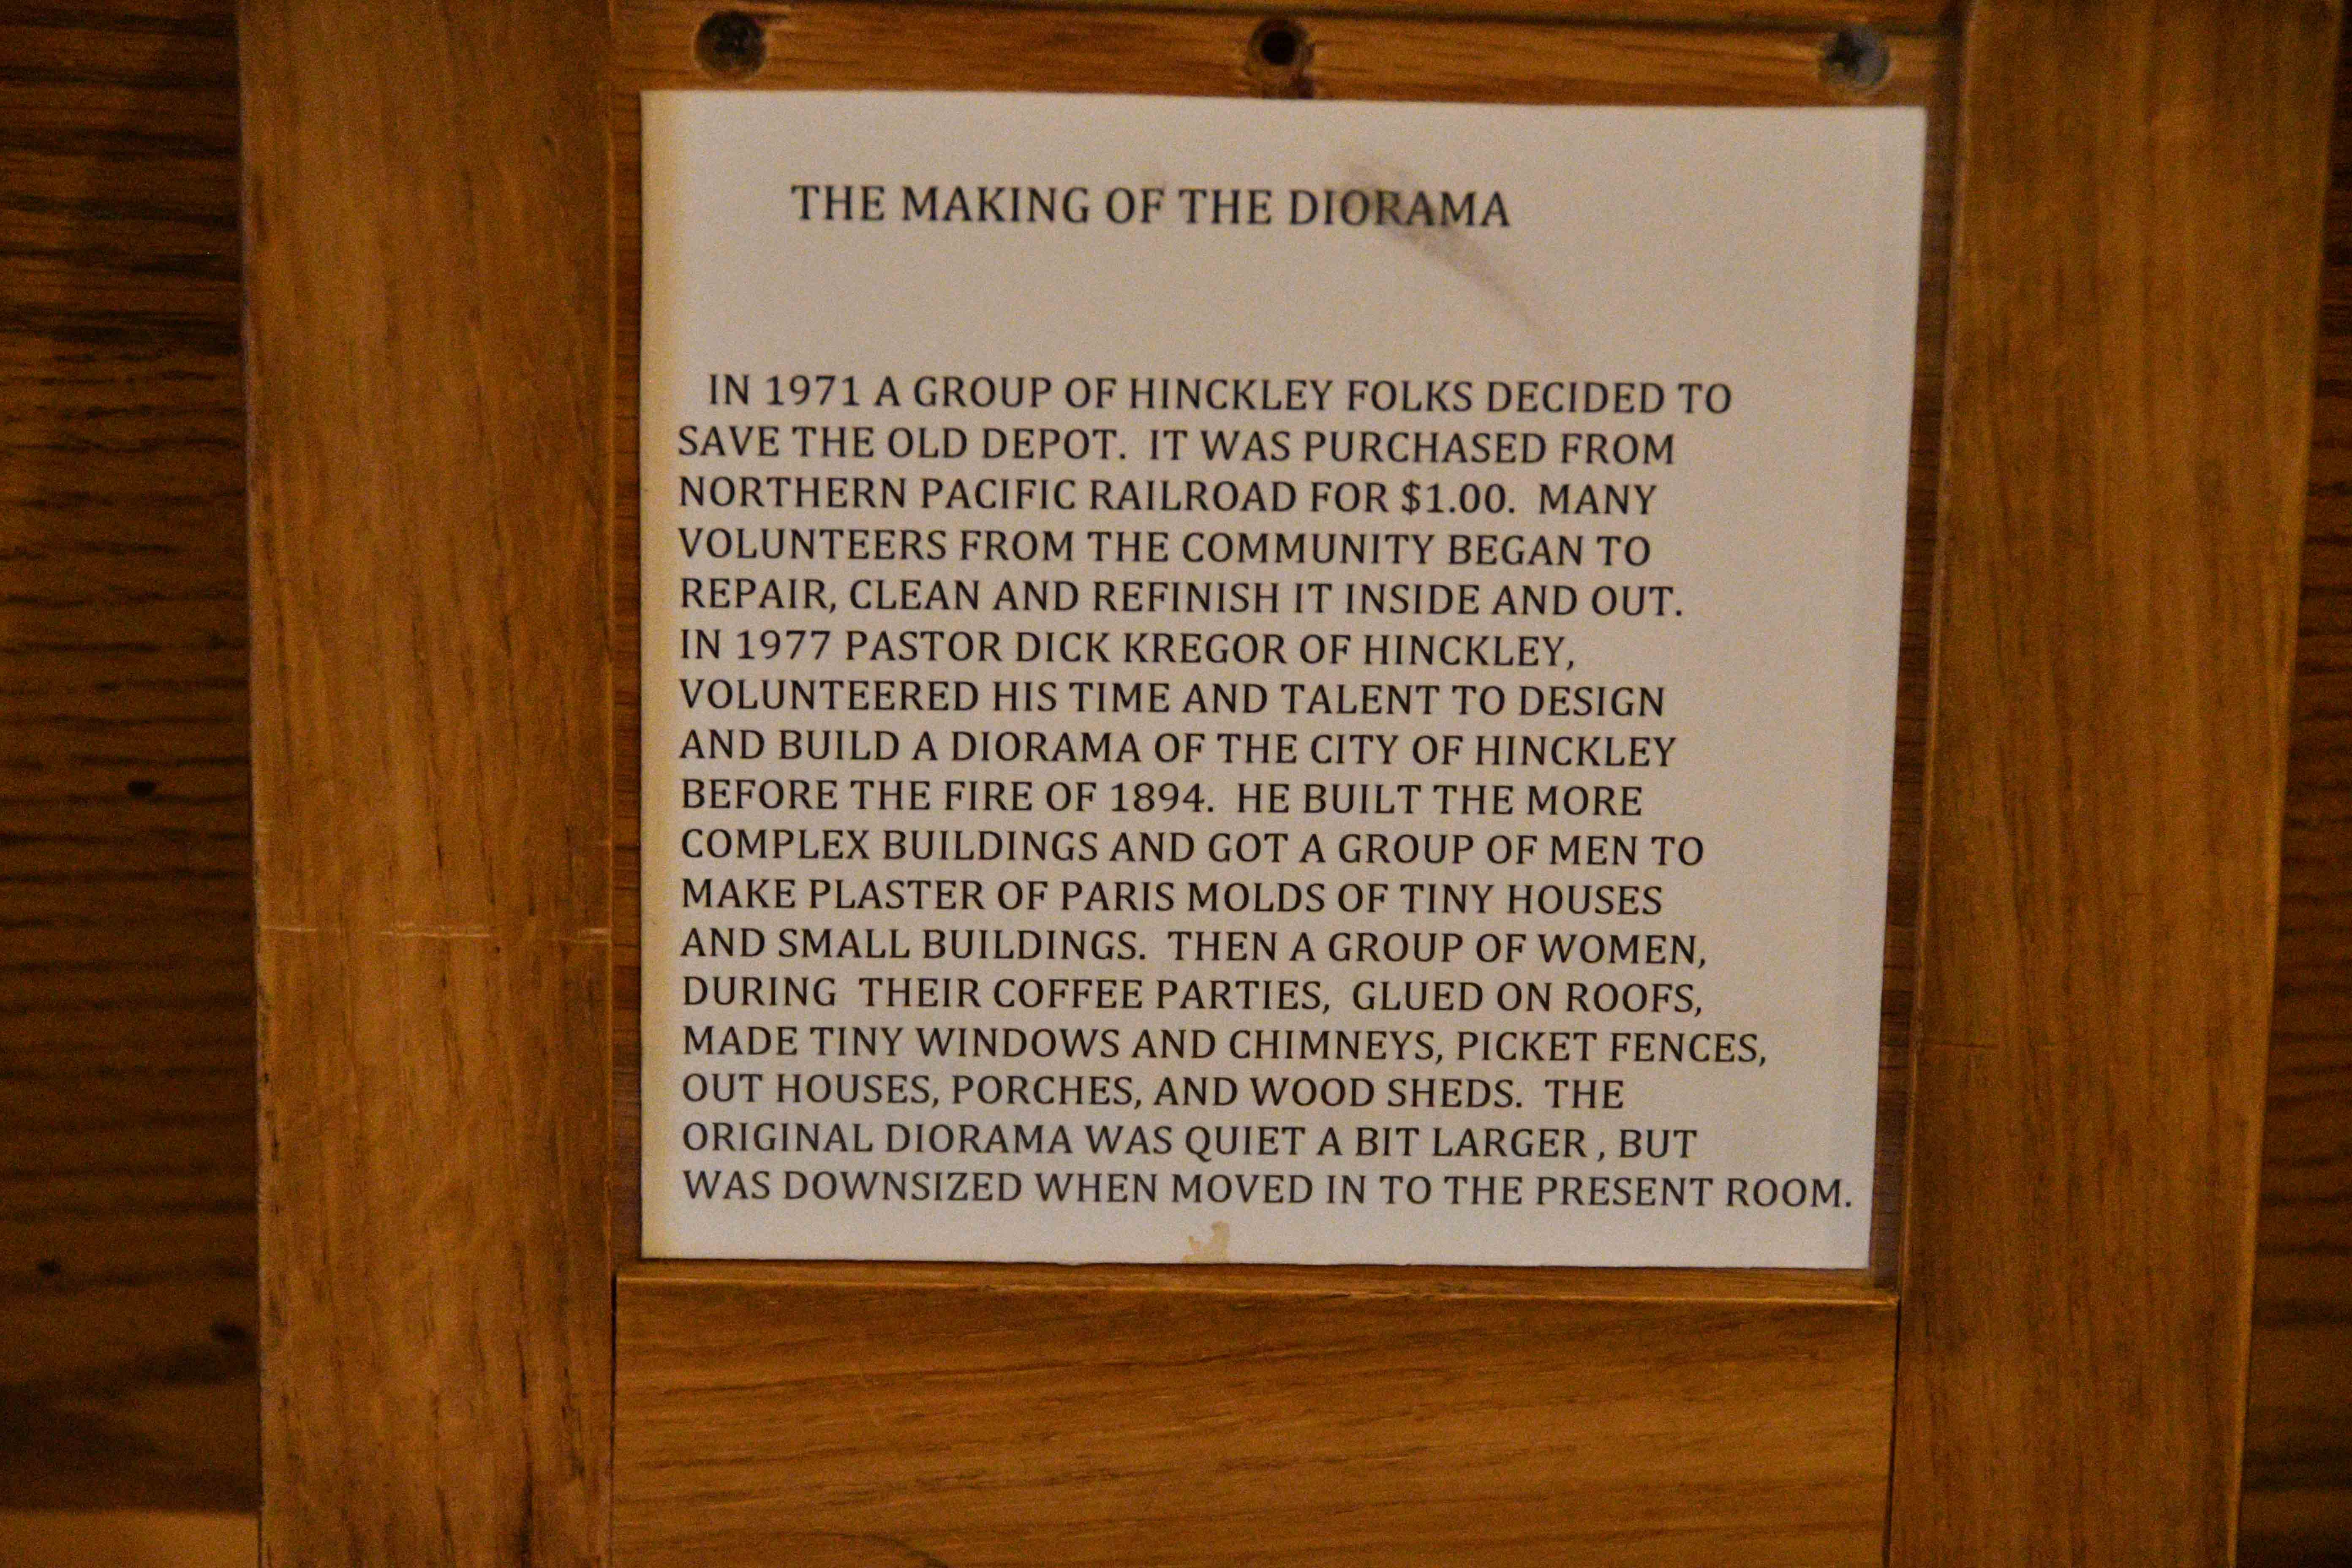 THE MAKING OF THE DIORAMA
IN 1971 A GROUP OF HINCKLEY FOLKS DECIDED TO
SAVE THE OLD DEPOT. IT WAS PURCHASED FROM
NORTHERN PACIFIC RAILROAD FOR $1.00. MANY
VOLUNTEERS FROM THE COMMUNITY BEGAN TO
REPAIR, CLEAN AND REFINISH IT INSIDE AND OUT.
IN 1977 PASTOR DICK KREGOR OF HINCKLEY,
VOLUNTEERED HIS TIME AND TALENT TO DESIGN
AND BUILD A DIORAMA OF THE CITY OF HINCKLEY
BEFORE THE FIRE OF 1894. HE BUILT THE MORE
COMPLEX BUILDINGS AND GOT A GROUP OF MEN TO
MAKE PLASTER OF PARIS MOLDS OF TINY HOUSES
AND SMALL BUILDINGS. THEN A GROUP OF WOMEN,
DURING THEIR COFFEE PARTIES, GLUED ON ROOFS,
MADE TINY WINDOWS AND CHIMNEYS, PICKET FENCES,
OUT HOUSES, PORCHES, AND WOOD SHEDS. THE
ORIGINAL DIORAMA WAS QUIET A BIT LARGER , BUT
WAS DOWNSIZED WHEN MOVED IN TO THE PRESENT ROOM.